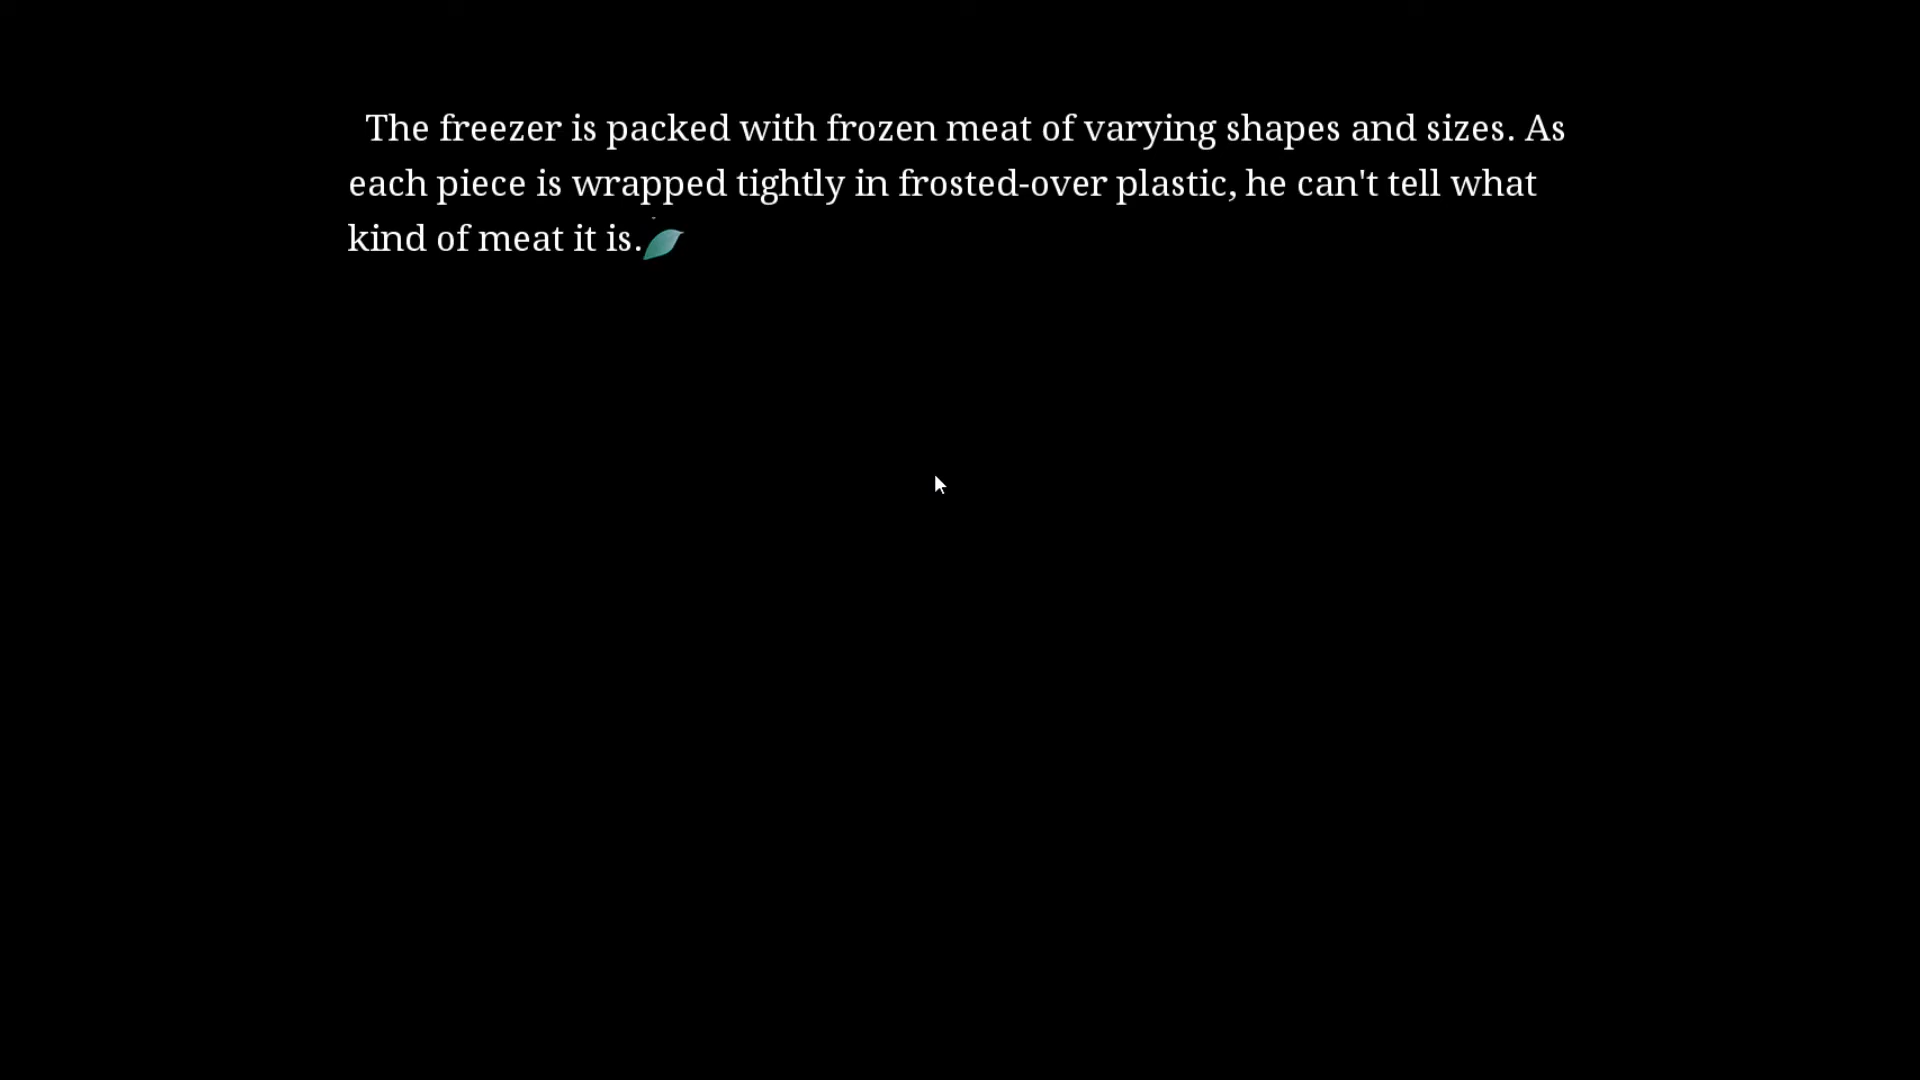 The freezer is packed with frozen meat of varying shapes and sizes. As
each piece is wrapped tightly in frosted-over plastic, he can't tell what
kind of meat it is.